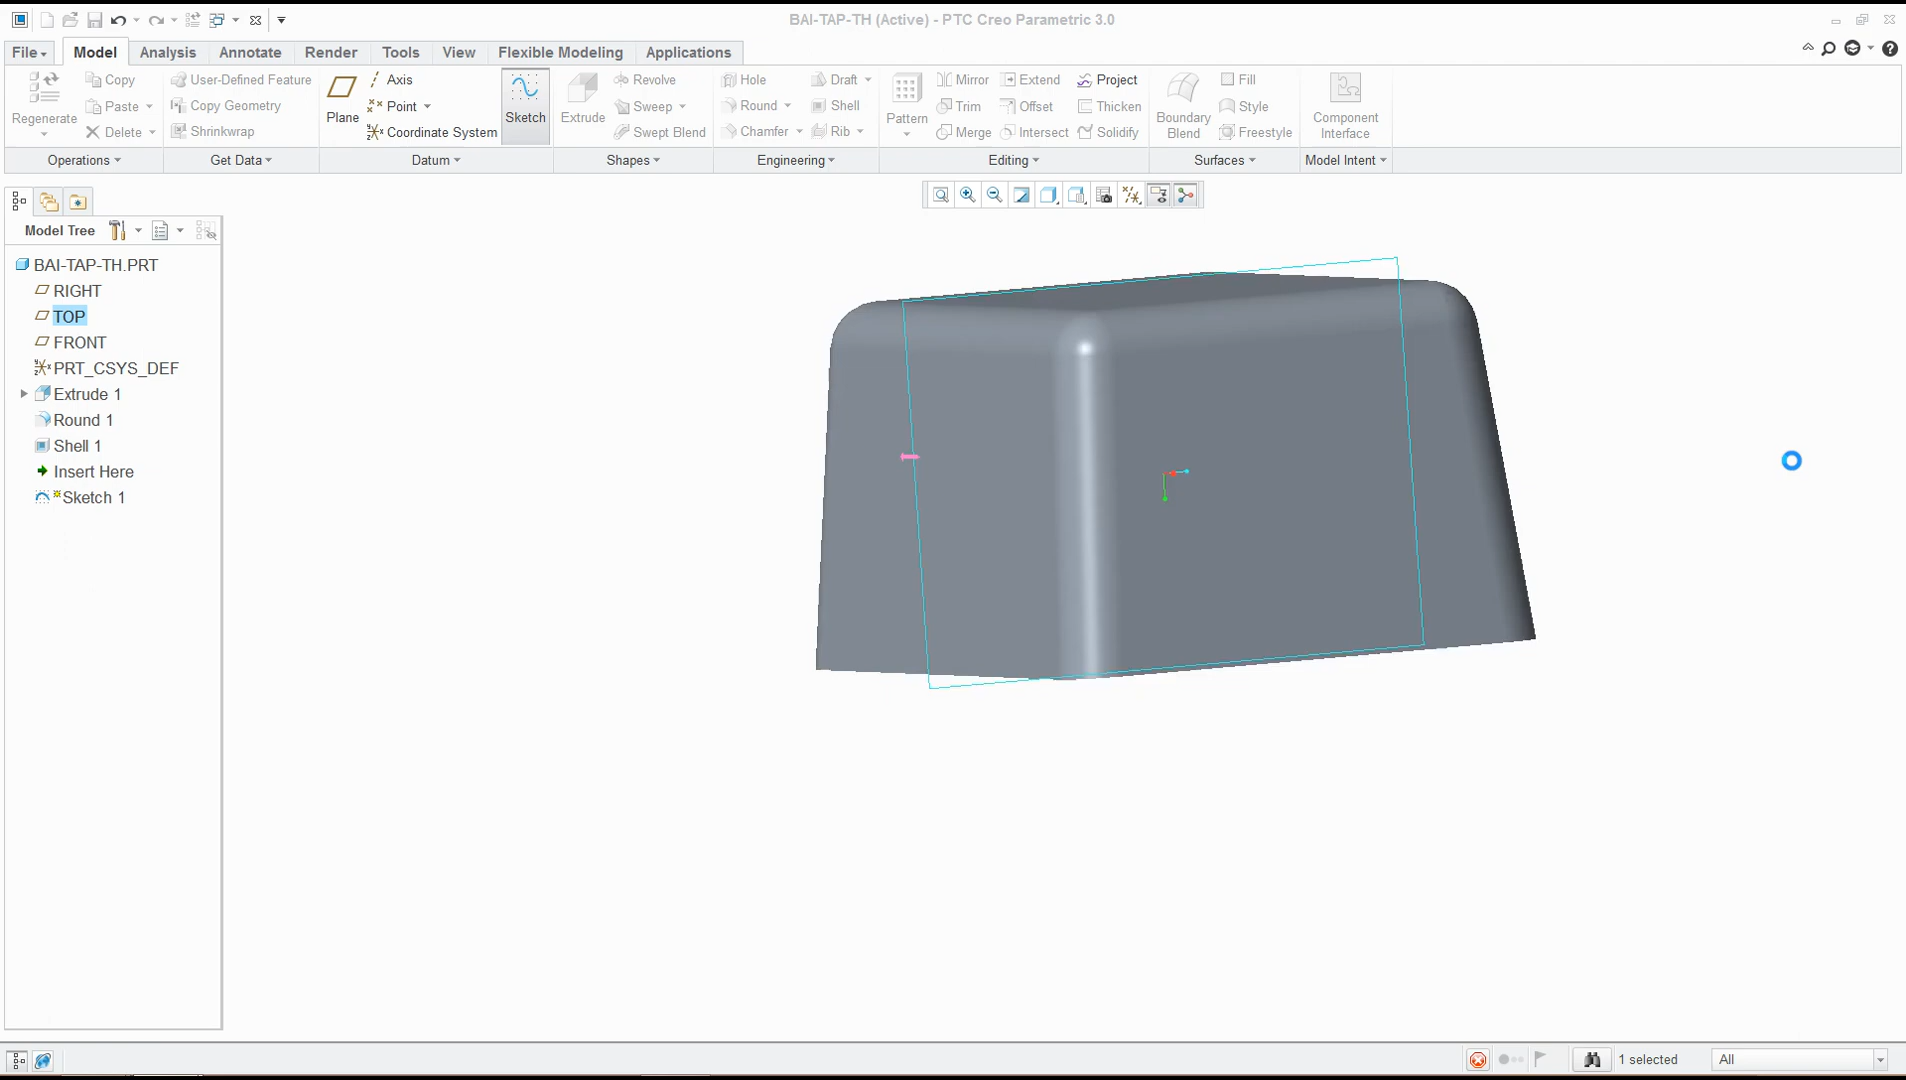 BAI-TAP-TH (Active) - PTC Creo Parametric 3.0
File Model Analysis Annotate Render Tools View Flexible Modeling Applications
Regenerate
Copy
Paste
Delete
Operations
User-Defined Feature
Copy Geometry
Shrinkwrap
Get Data
Plane
Axis
Point
Coordinate System
Datum
Sketch
Extrude
Revolve
Sweep
Swept Blend
Shapes
Hole
Round
Chamfer
Draft
Shell
Rib
Engineering
Pattern
Mirror
Trim
Merge
Extend
Offset
Intersect
Project
Thicken
Solidify
Editing
Boundary
Blend
Fill
Style
Freestyle
Surfaces
Component
Interface
Model Intent
Model Tree
BAI-TAP-TH.PRT
RIGHT
TOP
FRONT
PRT_CSYS_DEF
Extrude 1
Round 1
Shell 1
Insert Here
Sketch 1
1 selected
All